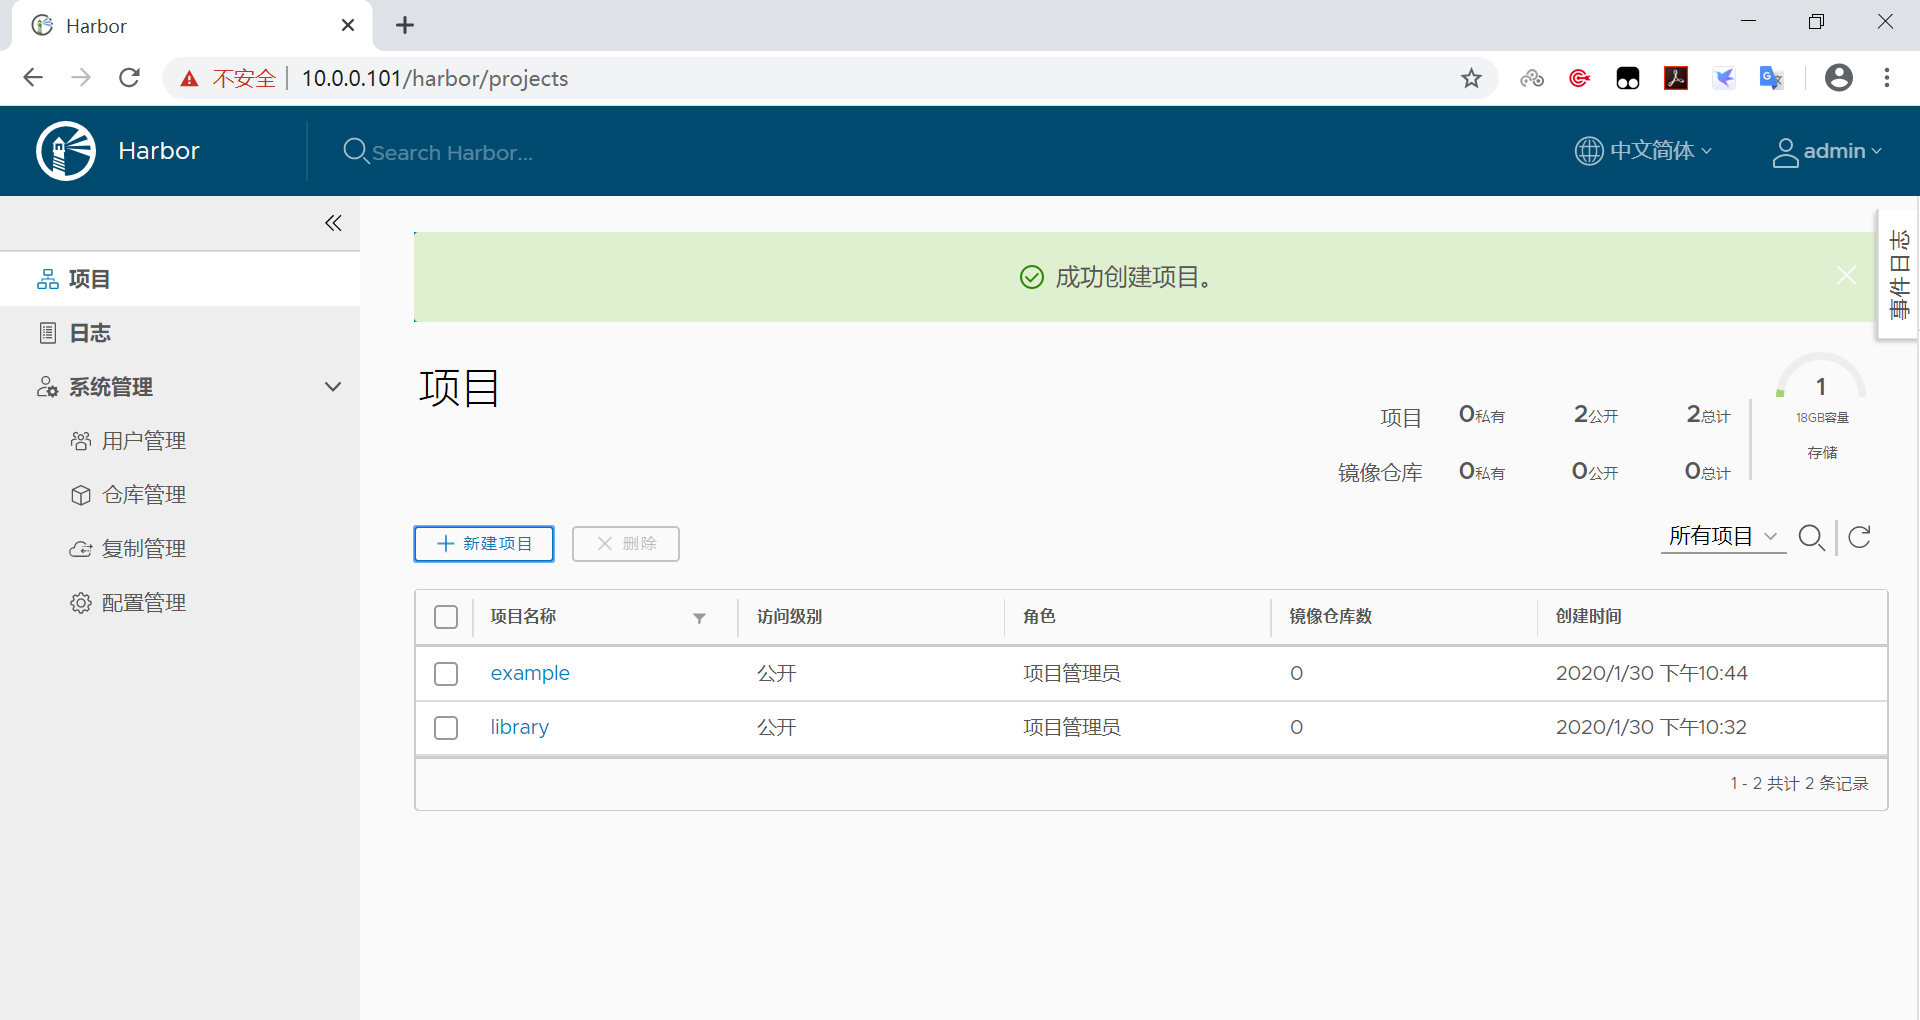 Harbor
不安全 10.0.0.101/harbor/projects
Harbor Search Harbor... 中文简体 admin
项目
日志
系统管理
用户管理
仓库管理
复制管理
配置管理
成功创建项目。
事件日志
项目
项目 0私有 2公开 2总计
镜像仓库 0私有 0公开 0总计
1
18GB容量
存储
新建项目 删除 所有项目
项目名称 访问级别 角色 镜像仓库数 创建时间
example 公开 项目管理员 0 2020/1/30 下午10:44
library 公开 项目管理员 0 2020/1/30 下午10:32
1 - 2 共计 2 条记录